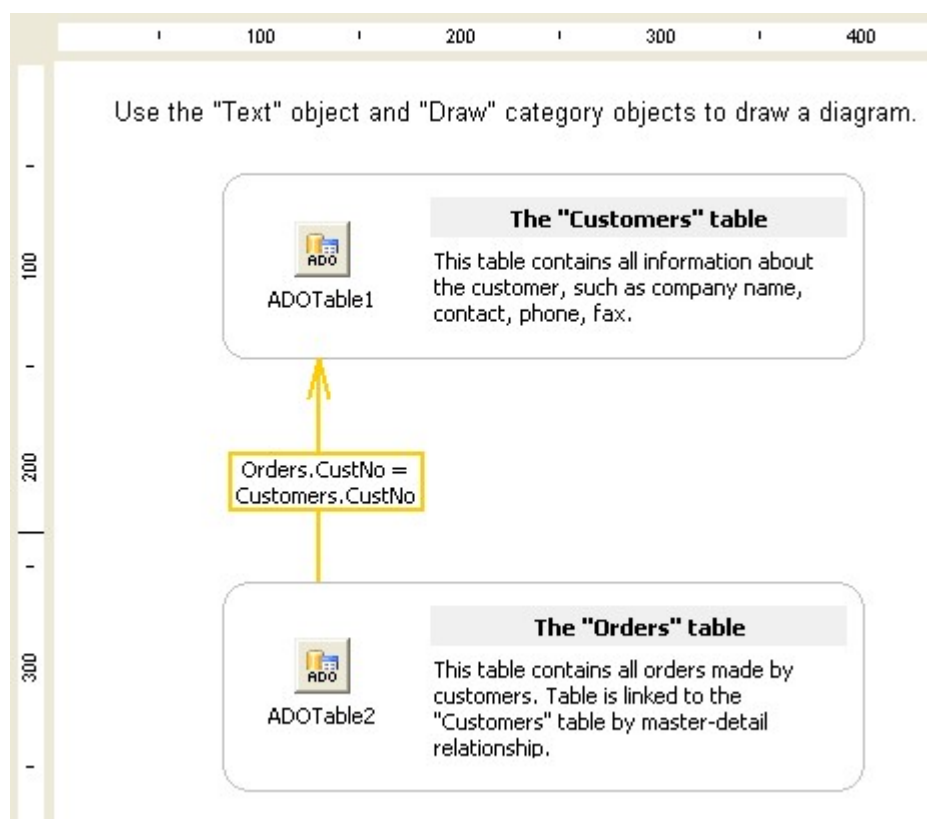 100 200 300 400
Use the "Text" object and "Draw" category objects to draw a diagram.
100
200
300
ADO
ADOTable1
The "Customers" table
This table contains all information about
the customer, such as company name,
contact, phone, fax.
Orders.CustNo =
Customers.CustNo
ADO
ADOTable2
The "Orders" table
This table contains all orders made by
customers. Table is linked to the
"Customers" table by master-detail
relationship.